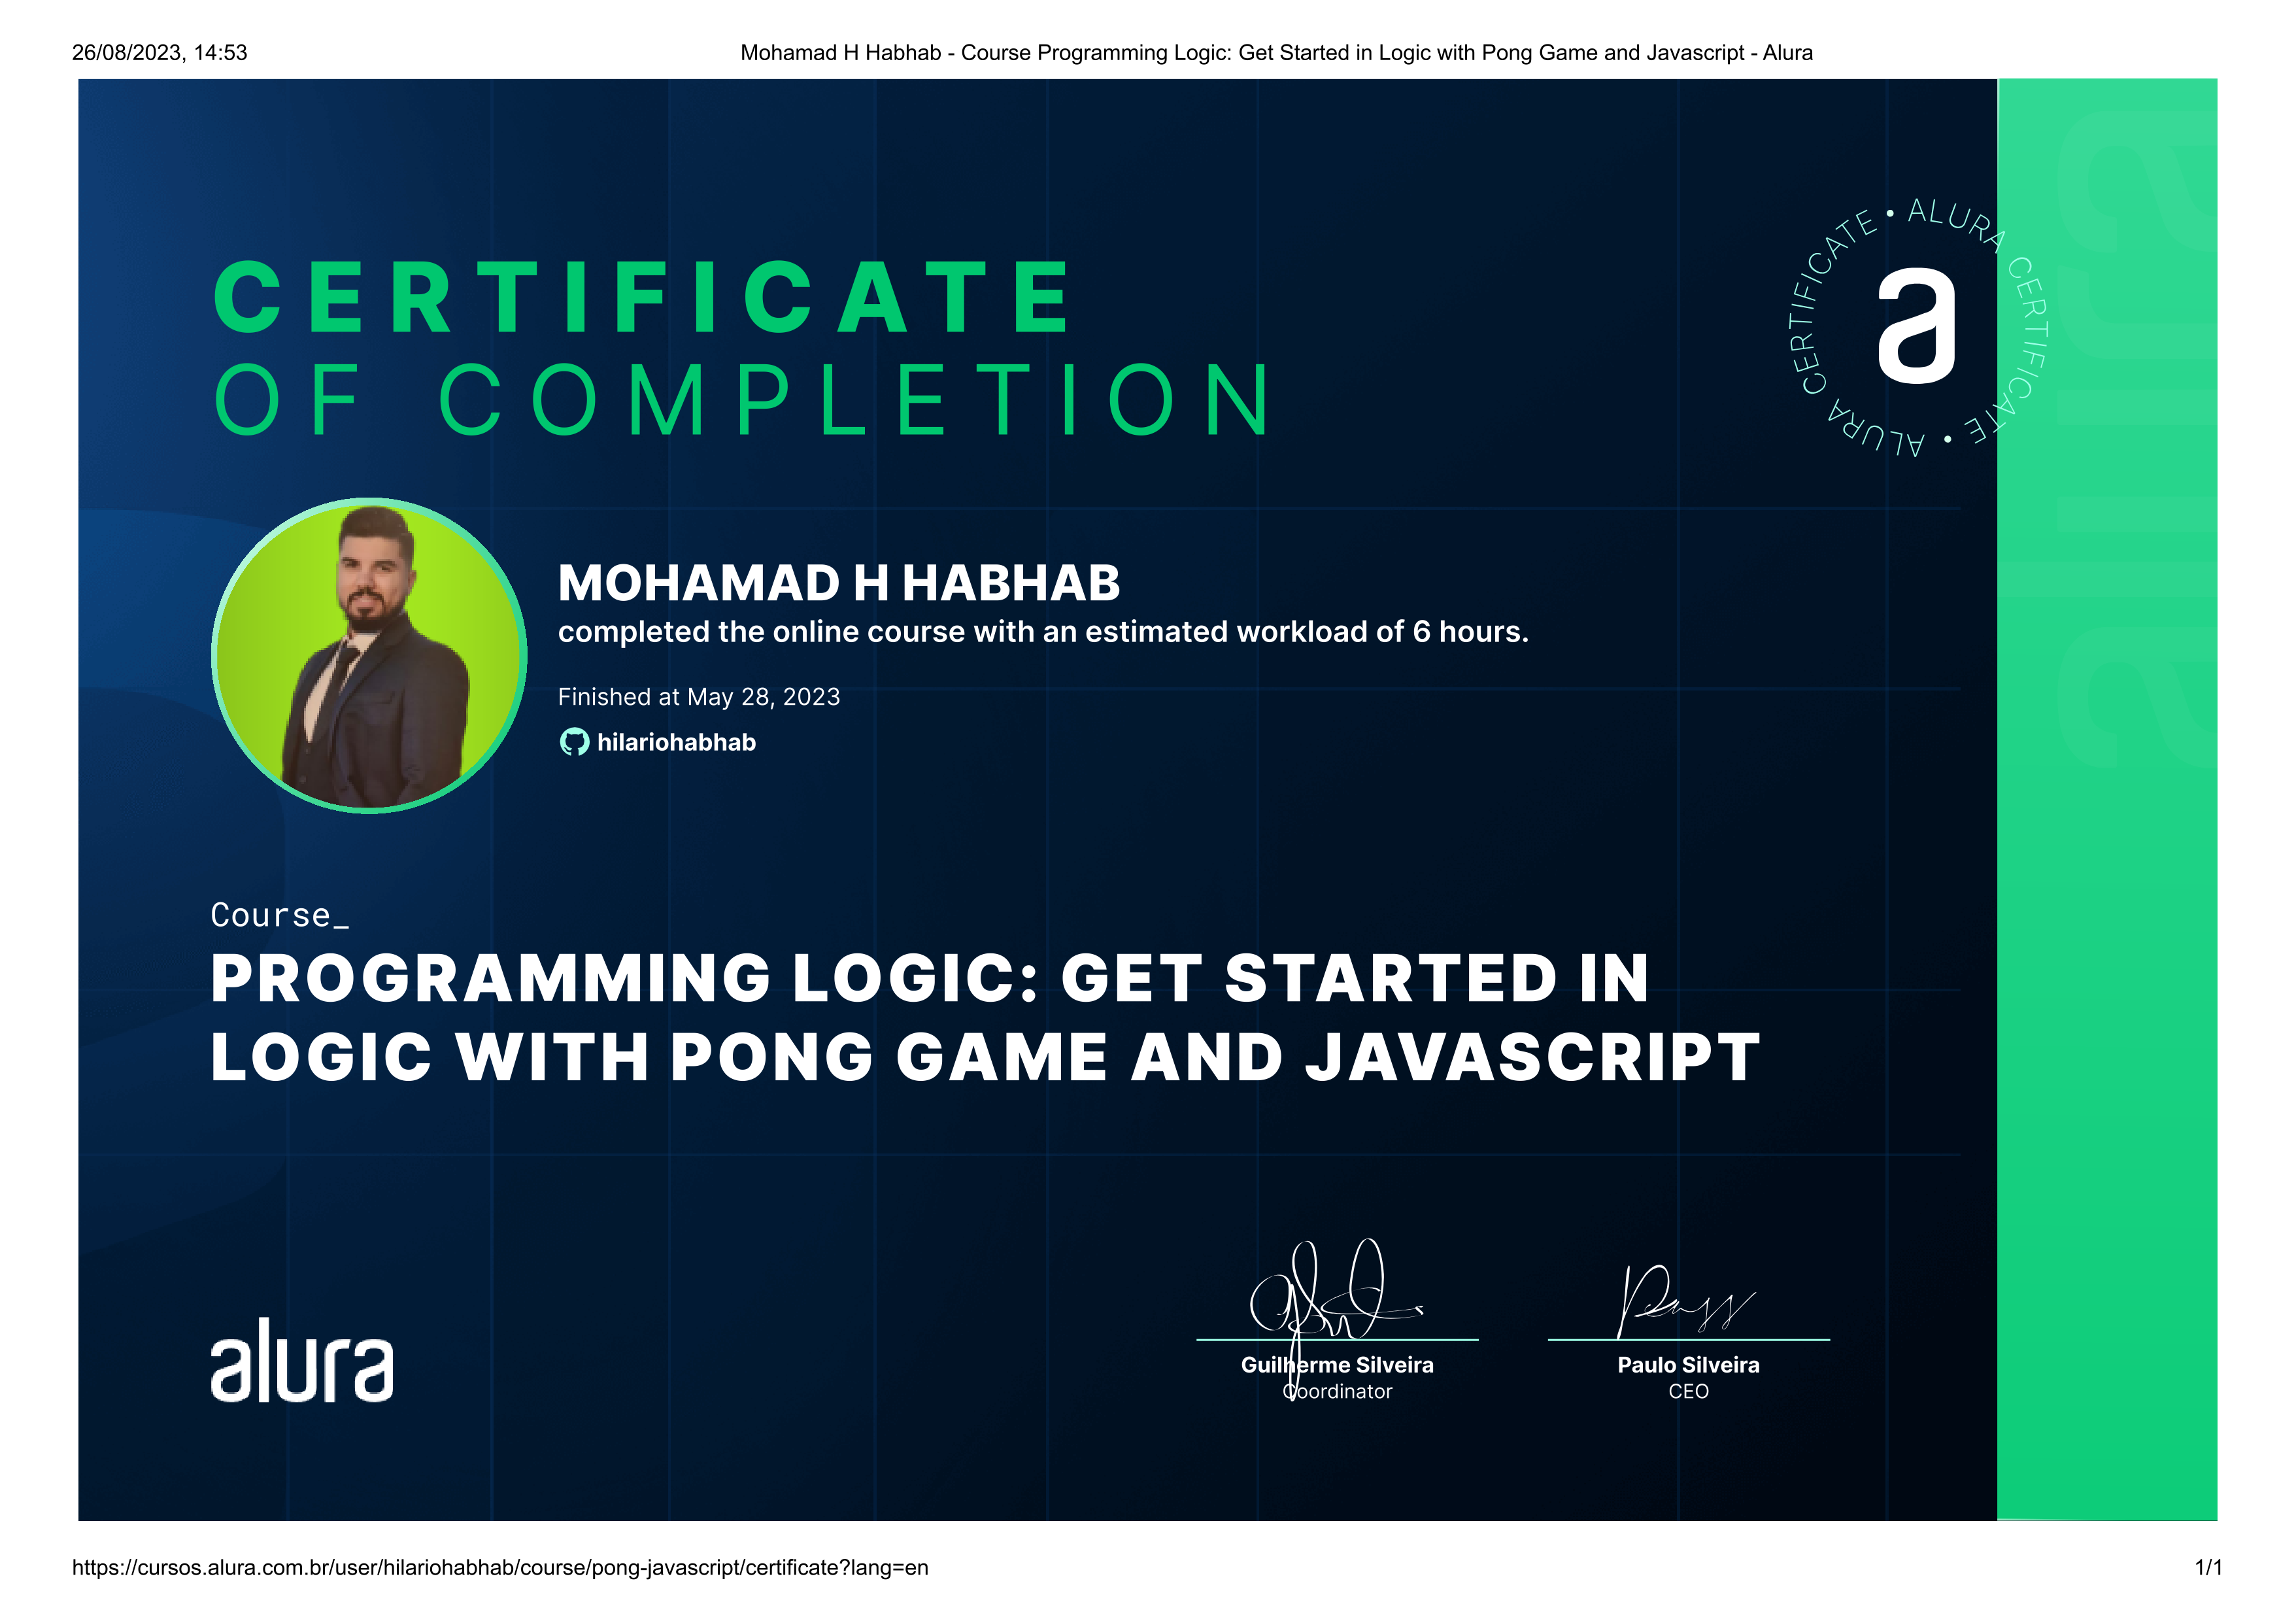 26/08/2023, 14:53
Mohamad H Habhab - Course Programming Logic: Get Started in Logic with Pong Game and Javascript - Alura
CERTIFICATE
OF COMPLETION
ALURA CERTIFICATE • ALURA CERTIFICATE •
a
alura
MOHAMAD H HABHAB
completed the online course with an estimated workload of 6 hours.
Finished at May 28, 2023
hilariohabhab
Course_
PROGRAMMING LOGIC: GET STARTED IN
LOGIC WITH PONG GAME AND JAVASCRIPT
alura
Guilherme Silveira
Coordinator
Paulo Silveira
CEO
https://cursos.alura.com.br/user/hilariohabhab/course/pong-javascript/certificate?lang=en
1/1